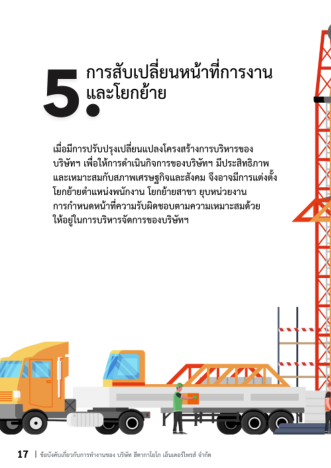 5.
การสับเปลี่ยนหน้าที่การงาน
และโยกย้าย
เมื่อมีการปรับปรุงเปลี่ยนแปลงโครงสร้างการบริหารของ
บริษัทฯ เพื่อให้การดำเนินกิจการของบริษัทฯ มีประสิทธิภาพ
และเหมาะสมกับสภาพเศรษฐกิจและสังคม จึงอาจมีการแต่งตั้ง
โยกย้ายตำแหน่งพนักงาน โยกย้ายสาขา ยุบหน่วยงาน
การกำหนดหน้าที่ความรับผิดชอบตามความเหมาะสมด้วย
ให้อยู่ในการบริหารจัดการของบริษัทฯ
17 | ข้อบังคับเกี่ยวกับการทำงานของ บริษัท ฮีดากาโยโก เอ็นเตอร์ไพรส์ จำกัด